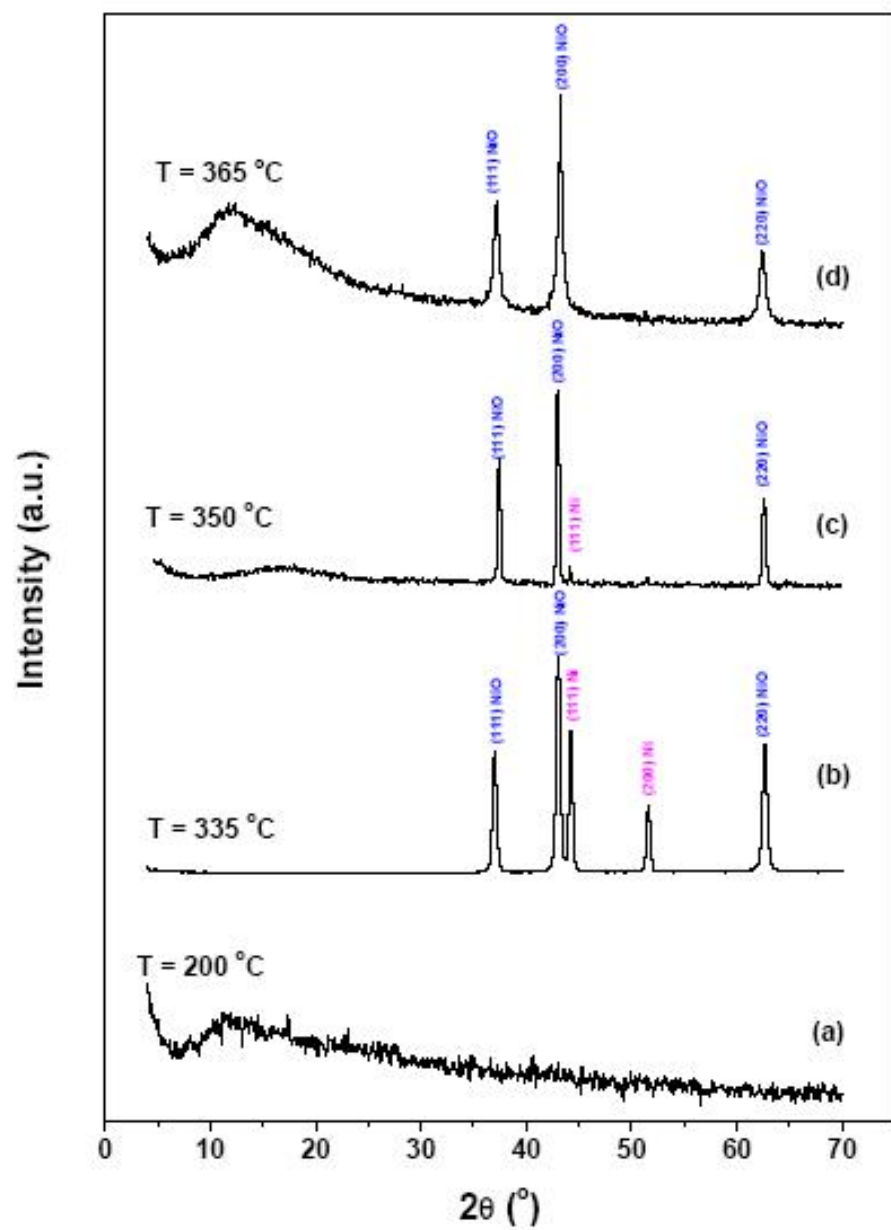 (200) NiO
(111) NiO
T = 365 °C
(220) NiO
(d)
(200) NiO
(111) NiO
(220) NiO
T = 350 °C
(111) Ni
(c)
(200) NiO
(111) Ni
(111) NiO
(220) NiO
(200) Ni
T = 335 °C
(b)
T = 200 °C
(a)
Intensity (a.u.)
0 10 20 30 40 50 60 70
2θ (°)